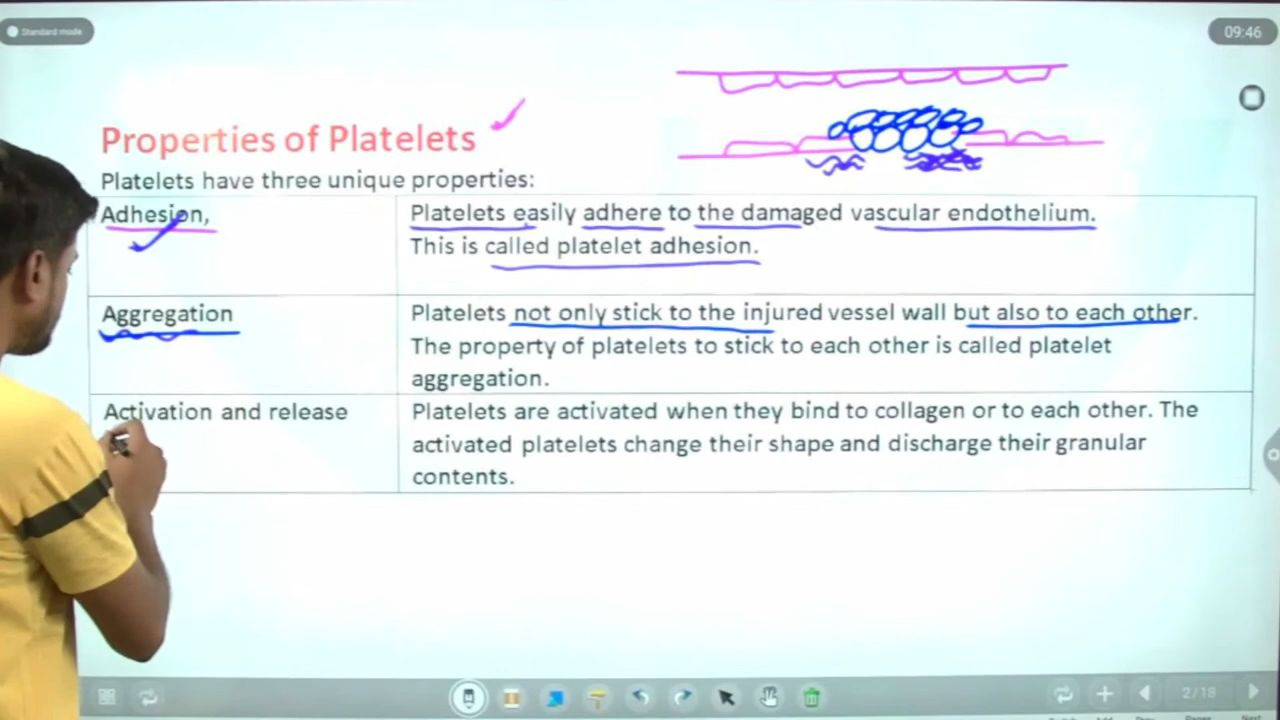 Standard mode
09:46
Properties of Platelets
Platelets have three unique properties:
Adhesion,
Platelets easily adhere to the damaged vascular endothelium.
This is called platelet adhesion.
Aggregation
Platelets not only stick to the injured vessel wall but also to each other.
The property of platelets to stick to each other is called platelet
aggregation.
Activation and release
Platelets are activated when they bind to collagen or to each other. The
activated platelets change their shape and discharge their granular
contents.
2/18